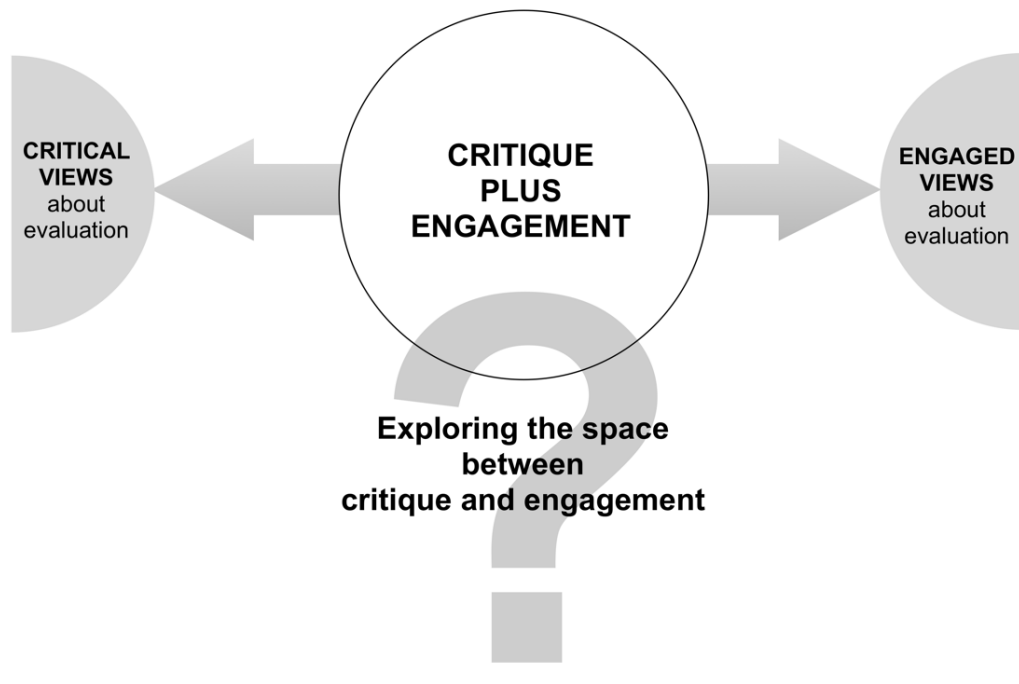 CRITICAL
VIEWS
about
evaluation
CRITIQUE
PLUS
ENGAGEMENT
ENGAGED
VIEWS
about
evaluation
?
Exploring the space
between
critique and engagement